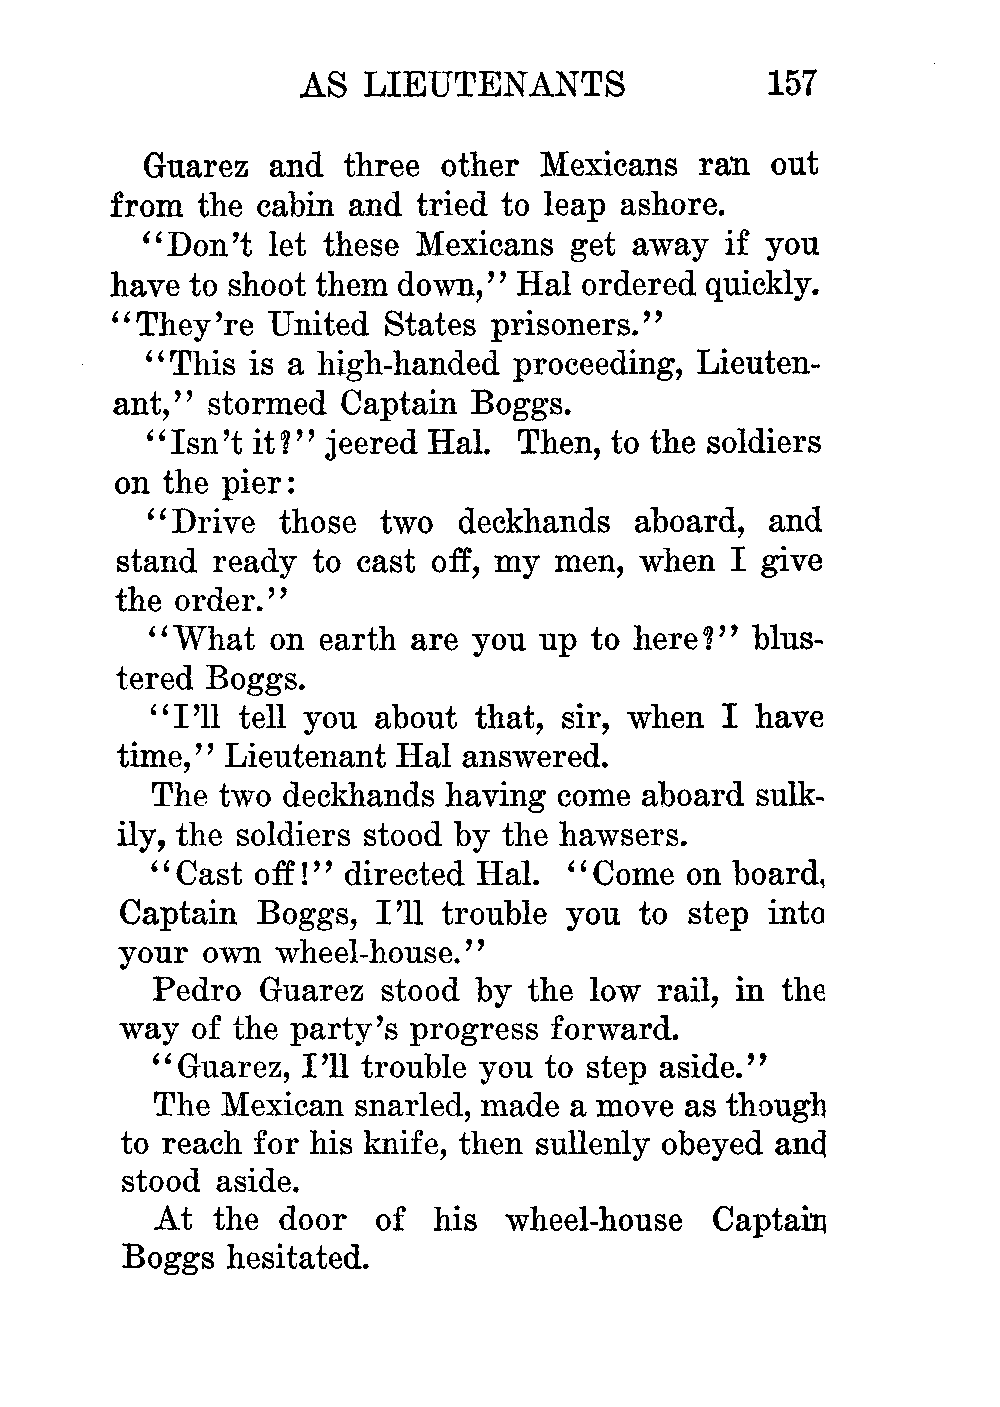 AS LIEUTENANTS 157
Guarez and three other Mexicans ran out
from the cabin and tried to leap ashore.
“Don’t let these Mexicans get away if you
have to shoot them down,” Hal ordered quickly.
“They’re United States prisoners.”
“This is a high-handed proceeding, Lieuten-
ant,” stormed Captain Boggs.
“Isn’t it?” jeered Hal. Then, to the soldiers
on the pier:
“Drive those two deckhands aboard, and
stand ready to cast off, my men, when I give
the order.”
“What on earth are you up to here?” blus-
tered Boggs.
“I’ll tell you about that, sir, when I have
time,” Lieutenant Hal answered.
The two deckhands having come aboard sulk-
ily, the soldiers stood by the hawsers.
“Cast off!” directed Hal. “Come on board,
Captain Boggs, I’ll trouble you to step into
your own wheel-house.”
Pedro Guarez stood by the low rail, in the
way of the party’s progress forward.
“Guarez, I’ll trouble you to step aside.”
The Mexican snarled, made a move as though
to reach for his knife, then sullenly obeyed and
stood aside.
At the door of his wheel-house Captain
Boggs hesitated.